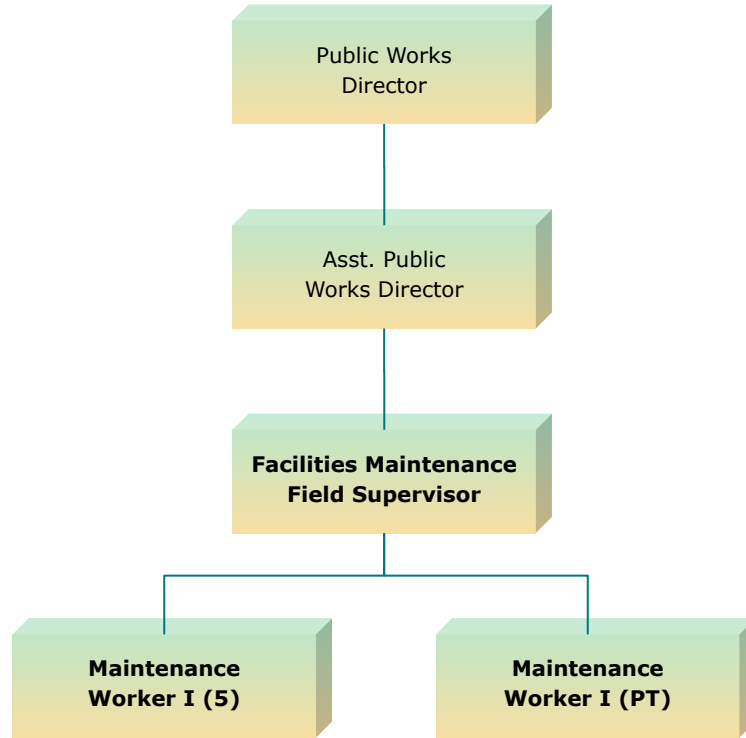 Public Works
Director
Asst. Public
Works Director
Facilities Maintenance
Field Supervisor
Maintenance
Worker I (5)
Maintenance
Worker I (PT)